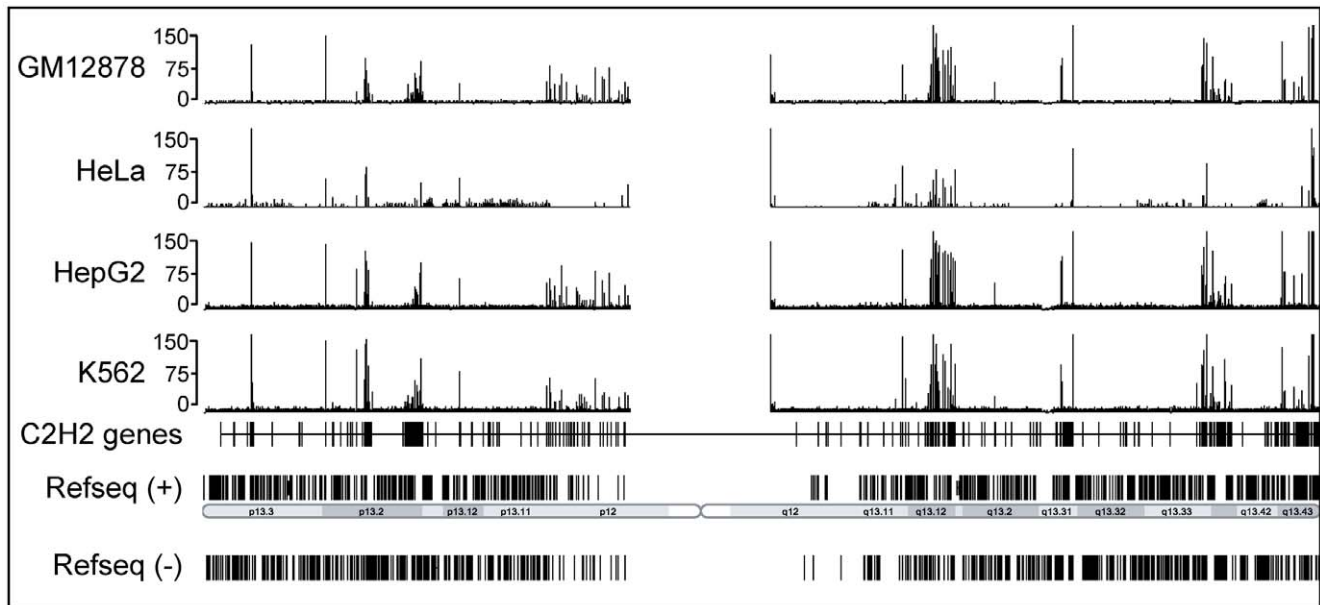 GM12878
150
75
0
HeLa
150
75
0
HepG2
150
75
0
K562
150
75
0
C2H2 genes
Refseq (+)
p13.3 p13.2 p13.12 p13.11 p12 q12 q13.11 q13.12 q13.2 q13.31 q13.32 q13.33 q13.42 q13.43
Refseq (-)